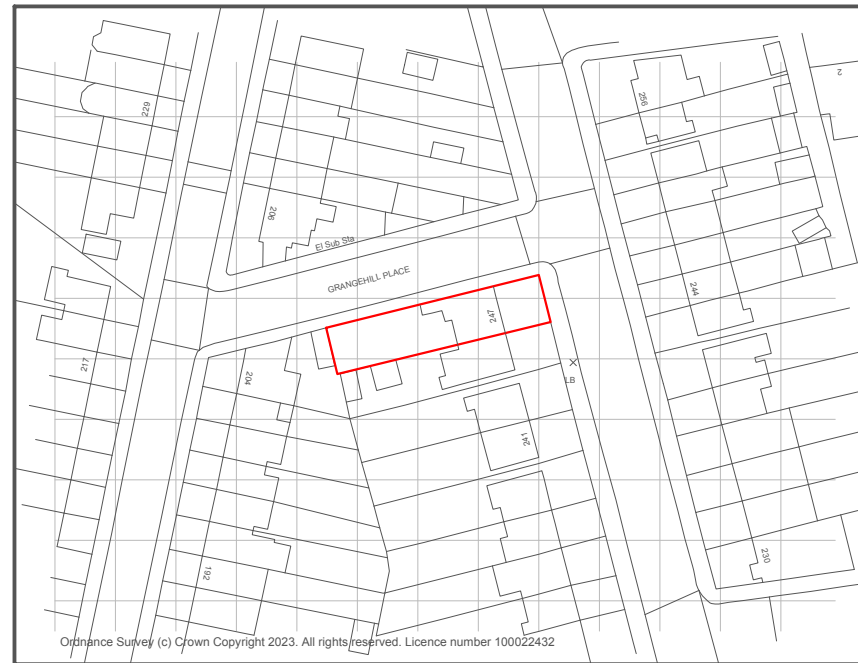 229
256
2
206
El Sub Sta
GRANGEHILL PLACE
244
247
217
204
LB
241
192
230
Ordnance Survey (c) Crown Copyright 2023. All rights reserved. Licence number 100022432